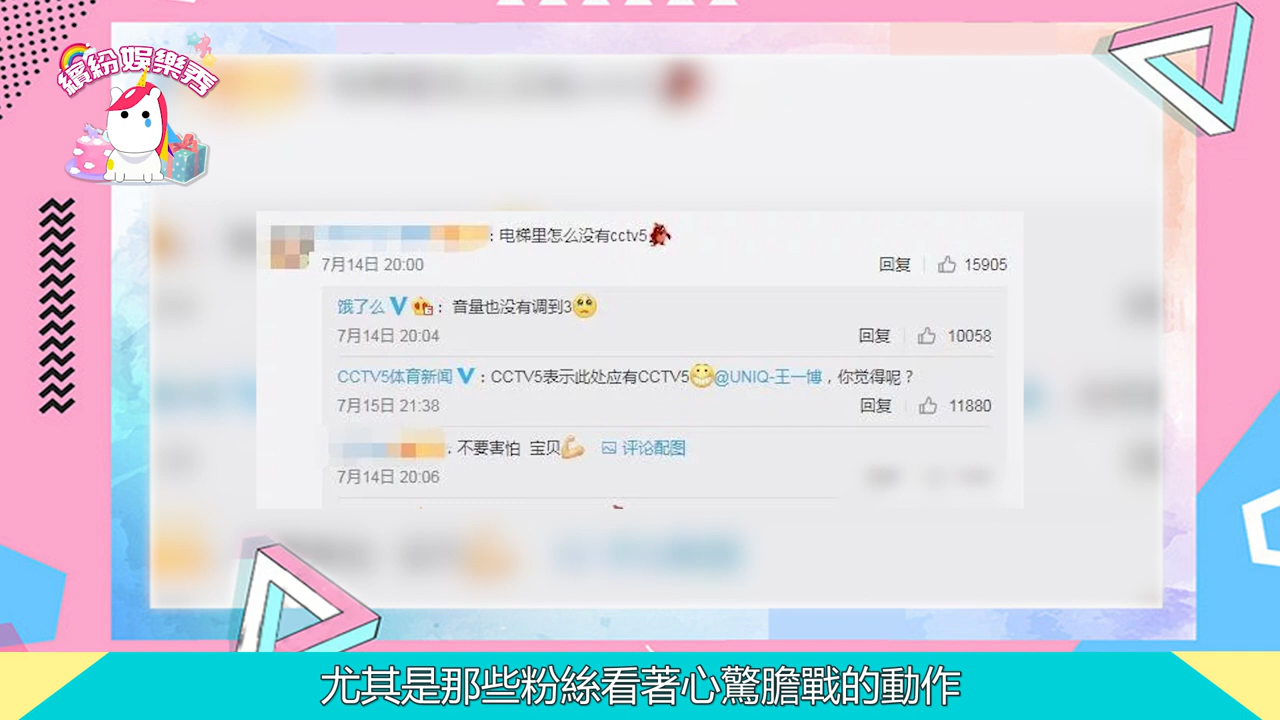 繽紛娛樂秀
：电梯里怎么没有cctv5
7月14日 20:00 回复 15905
饿了么 V ：音量也没有调到3
7月14日 20:04 回复 10058
CCTV5体育新闻 V ：CCTV5表示此处应有CCTV5@UNIQ-王一博，你觉得呢？
7月15日 21:38 回复 11880
. 不要害怕 宝贝 评论配图
7月14日 20:06
尤其是那些粉絲看著心驚膽戰的動作